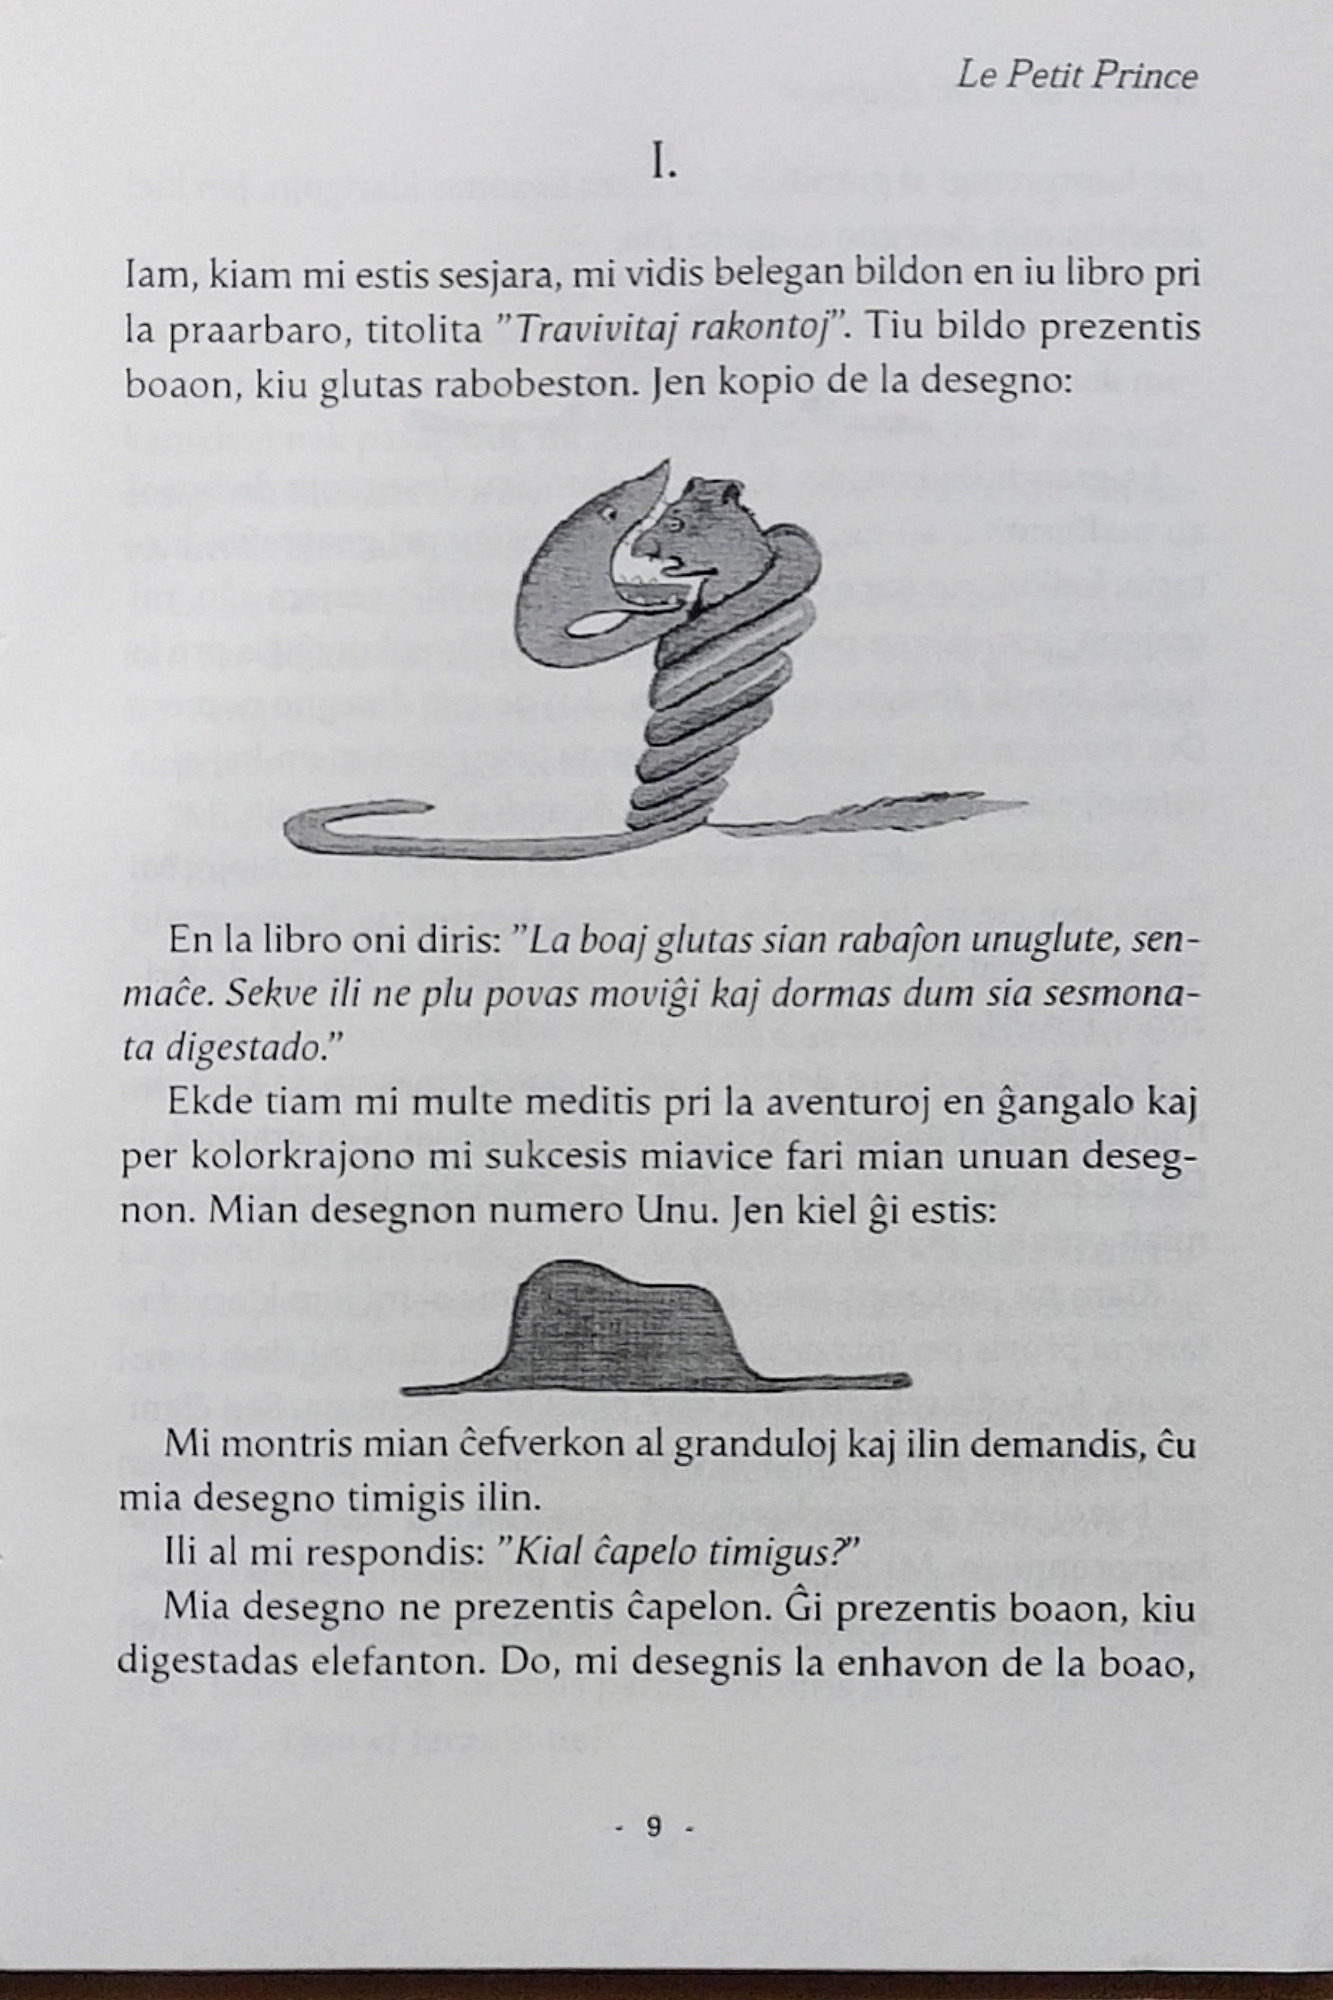 Le Petit Prince
I.
Iam, kiam mi estis sesjara, mi vidis belegan bildon en iu libro pri
la praarbaro, titolita ”Travivitaj rakontoj”. Tiu bildo prezentis
boaon, kiu glutas rabobeston. Jen kopio de la desegno:
En la libro oni diris: ”La boaj glutas sian rabaĵon unuglute, sen-
maĉe. Sekve ili ne plu povas moviĝi kaj dormas dum sia sesmona-
ta digestado.”
Ekde tiam mi multe meditis pri la aventuroj en ĝangalo kaj
per kolorkrajono mi sukcesis miavice fari mian unuan deseg-
non. Mian desegnon numero Unu. Jen kiel ĝi estis:
Mi montris mian ĉefverkon al granduloj kaj ilin demandis, ĉu
mia desegno timigis ilin.
Ili al mi respondis: ”Kial ĉapelo timigus?”
Mia desegno ne prezentis ĉapelon. Ĝi prezentis boaon, kiu
digestadas elefanton. Do, mi desegnis la enhavon de la boao,
- 9 -